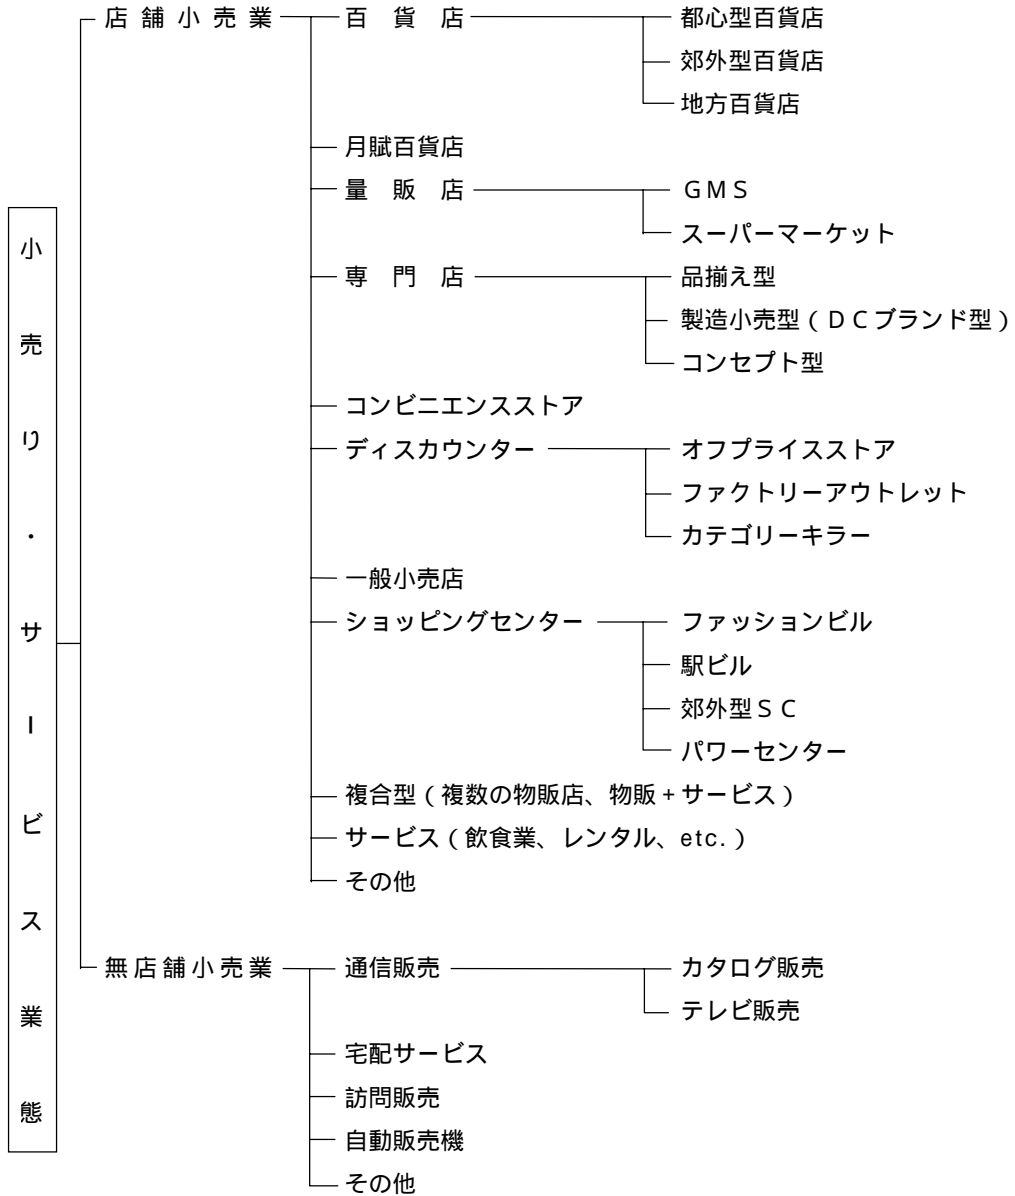 小売り・サービス業態
店舗小売業
百貨店
都心型百貨店
郊外型百貨店
地方百貨店
月賦百貨店
量販店
GMS
スーパーマーケット
専門店
品揃え型
製造小売型(DCブランド型)
コンセプト型
コンビニエンスストア
ディスカウンター
オフプライスストア
ファクトリーアウトレット
カテゴリーキラー
一般小売店
ショッピングセンター
ファッションビル
駅ビル
郊外型SC
パワーセンター
複合型(複数の物販店、物販+サービス)
サービス(飲食業、レンタル、etc.)
その他
無店舗小売業
通信販売
カタログ販売
テレビ販売
宅配サービス
訪問販売
自動販売機
その他